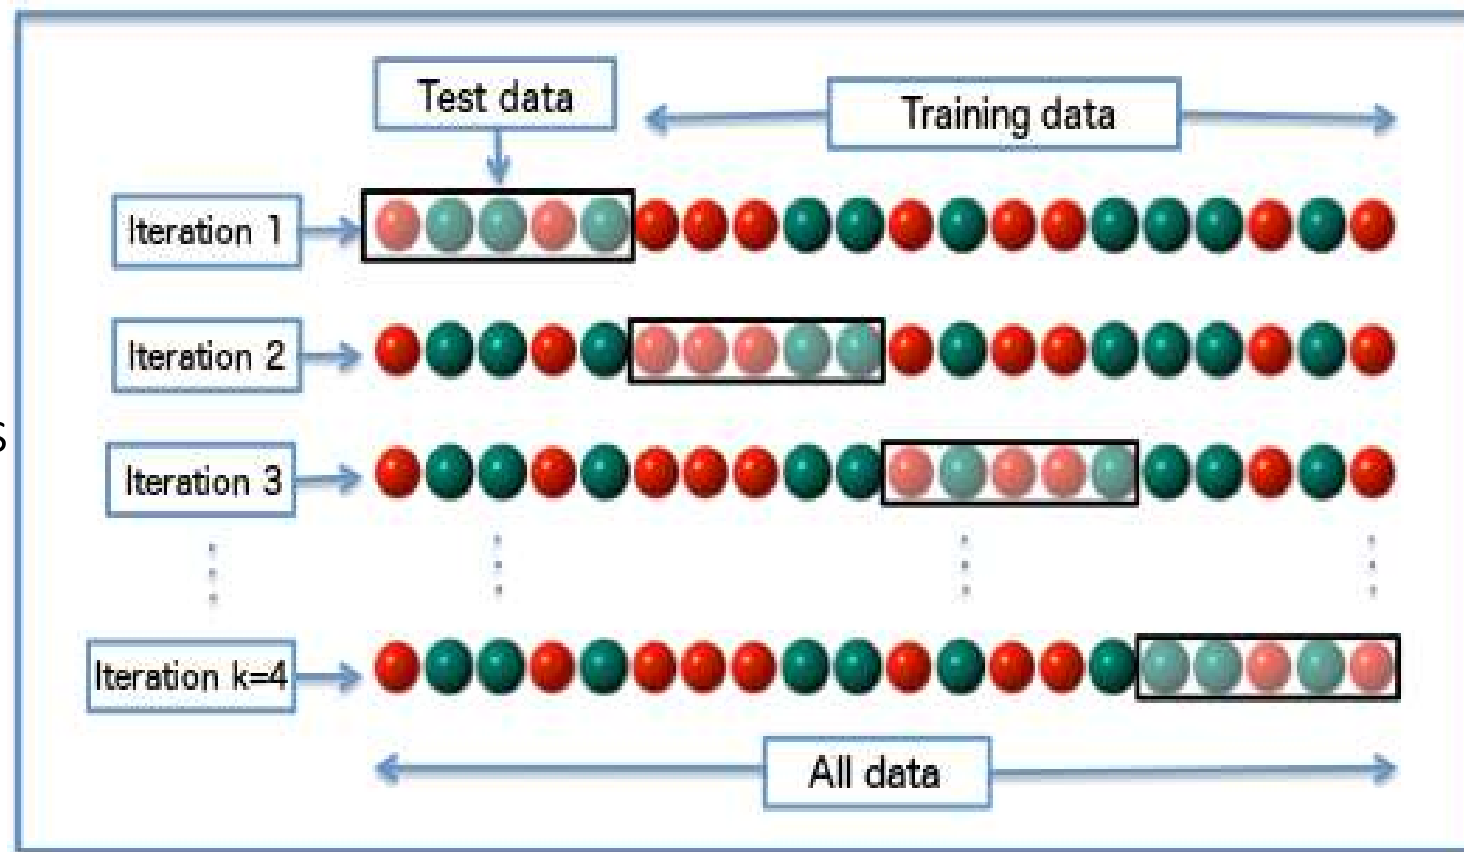 Test data
Training data
Iteration 1
Iteration 2
s
Iteration 3
Iteration k=4
All data